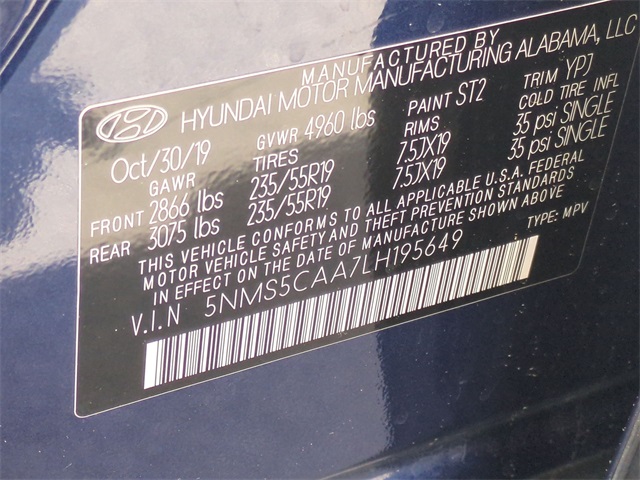 MANUFACTURED BY
HYUNDAI MOTOR MANUFACTURING ALABAMA, LLC
Oct/30/19 GVWR 4960 lbs PAINT ST2 TRIM YPJ
GAWR TIRES RIMS COLD TIRE INFL
FRONT 2866 lbs 235/55R19 7.5JX19 35 psi SINGLE
REAR 3075 lbs 235/55R19 7.5JX19 35 psi SINGLE
THIS VEHICLE CONFORMS TO ALL APPLICABLE U.S.A. FEDERAL
MOTOR VEHICLE SAFETY AND THEFT PREVENTION STANDARDS
IN EFFECT ON THE DATE OF MANUFACTURE SHOWN ABOVE
V.I.N 5NMS5CAA7LH195649 TYPE: MPV